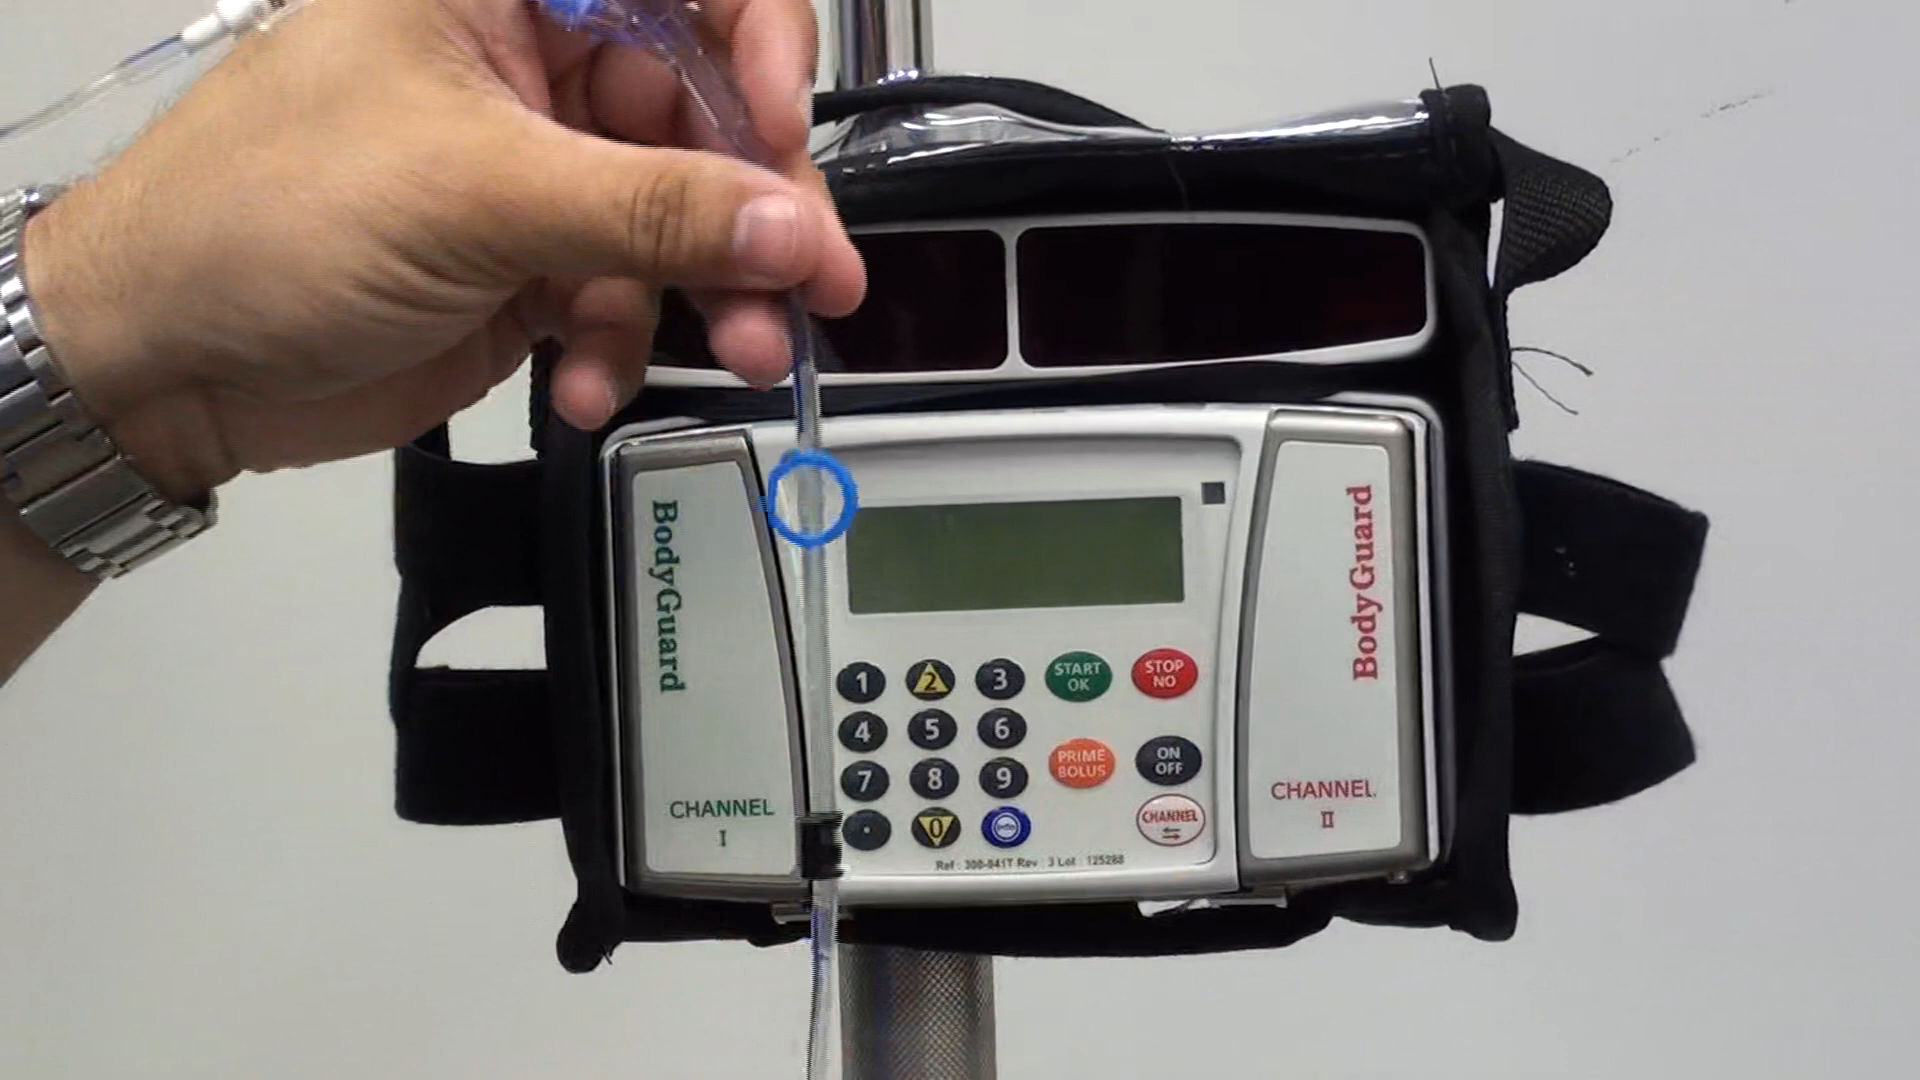 BodyGuard
CHANNEL
I
1 2 3
START
OK
STOP
NO
4 5 6
PRIME
BOLUS
ON
OFF
7 8 9
. 0
CHANNEL
Ref : 300-041T Rev : 3 Lot : 125288
BodyGuard
CHANNEL
II